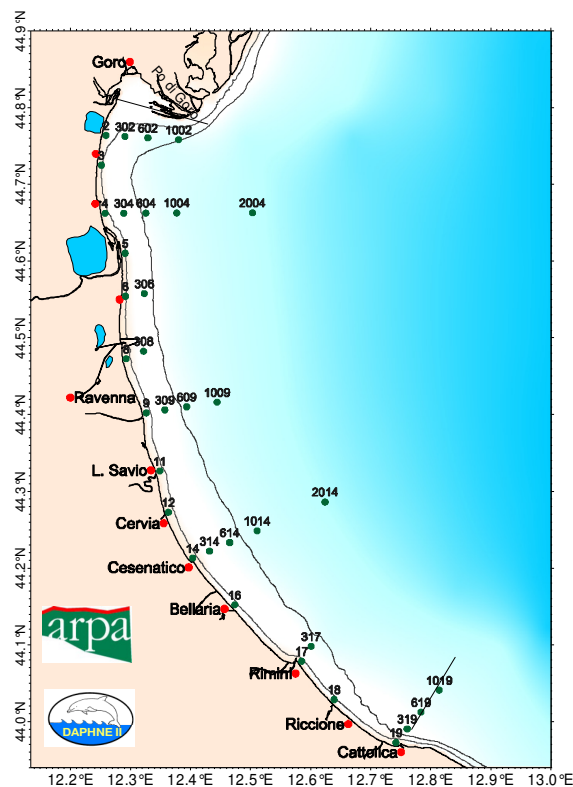 44.9°N
Goro
Po di Goro
44.8°N
2 302 602 1002
3
44.7°N
4 304 604 1004 2004
44.6°N
5
6 306
44.5°N
308
8
44.4°N
Ravenna
9 309 609 1009
L. Savio
11
44.3°N
2014
12
Cervia
14 314 614 1014
44.2°N
Cesenatico
16
Bellaria
arpa
44.1°N
317
17
Rimini
1019
18
619
44.0°N
Riccione
319
19
DAPHNE II
Cattolica
12.2°E 12.3°E 12.4°E 12.5°E 12.6°E 12.7°E 12.8°E 12.9°E 13.0°E